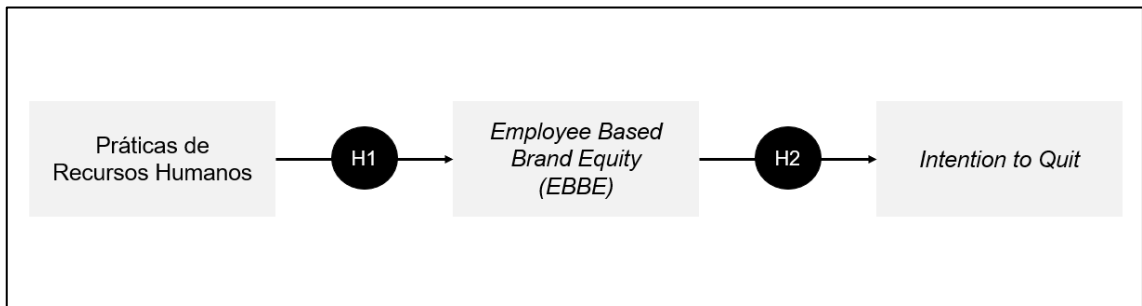 Práticas de
Recursos Humanos
H1
Employee Based
Brand Equity
(EBBE)
H2
Intention to Quit